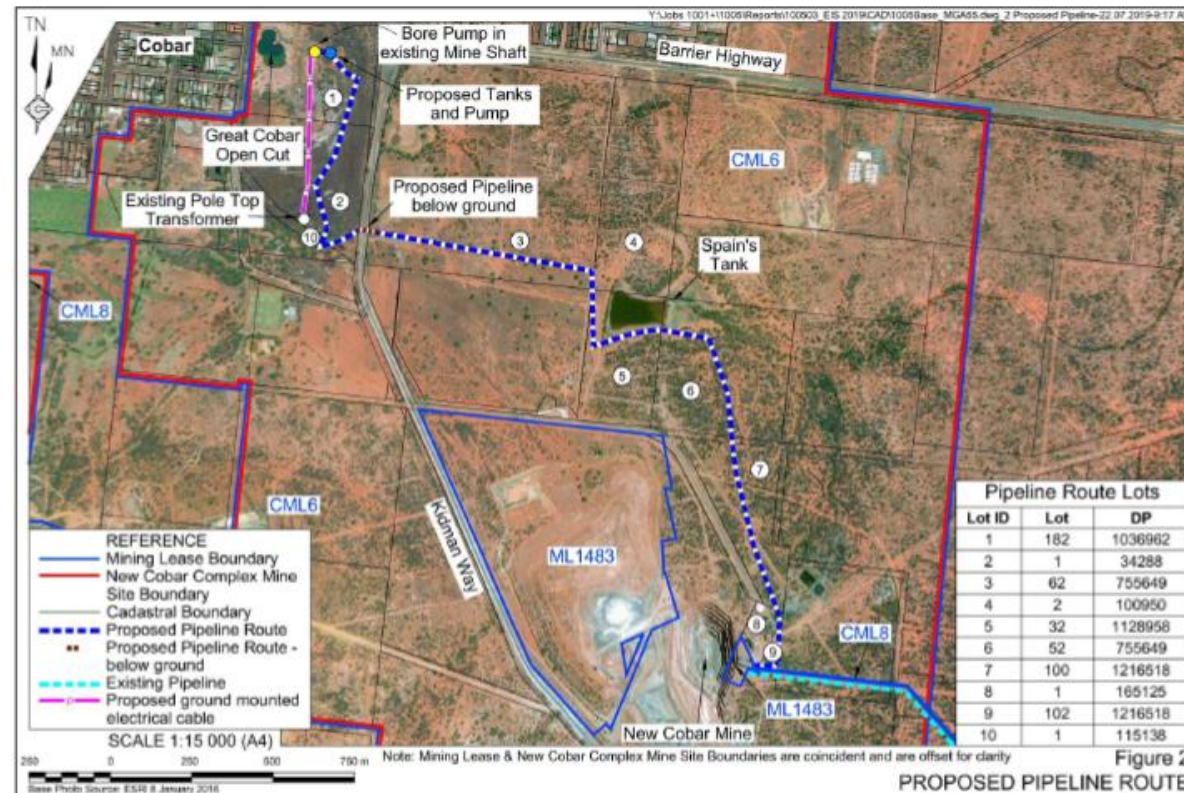 Y:\Jobs 1001+\1005\Reports\100503_EIS 2019\CAD\1005Base_MGA55.dwg_2 Proposed Pipeline-22.07.2019-9:17 A
TN
MN
Cobar
Bore Pump in
existing Mine Shaft
Barrier Highway
Proposed Tanks
and Pump
1
Great Cobar
Open Cut
CML6
Existing Pole Top
Transformer
2
Proposed Pipeline
below ground
10
3
4
Spain's
Tank
CML8
5
6
7
CML6
Kidman Way
ML1483
8
9
CML8
ML1483
New Cobar Mine
REFERENCE
Mining Lease Boundary
New Cobar Complex Mine
Site Boundary
Cadastral Boundary
Proposed Pipeline Route
Proposed Pipeline Route -
below ground
Existing Pipeline
Proposed ground mounted
electrical cable
SCALE 1:15 000 (A4)
250 0 250 500 750 m
Base Photo Source: ESRI 8 January 2016
Pipeline Route Lots
Lot ID Lot DP
1 182 1036962
2 1 34288
3 62 755649
4 2 100950
5 32 1128958
6 52 755649
7 100 1216518
8 1 165125
9 102 1216518
10 1 115138
Note: Mining Lease & New Cobar Complex Mine Site Boundaries are coincident and are offset for clarity
Figure 2
PROPOSED PIPELINE ROUTE